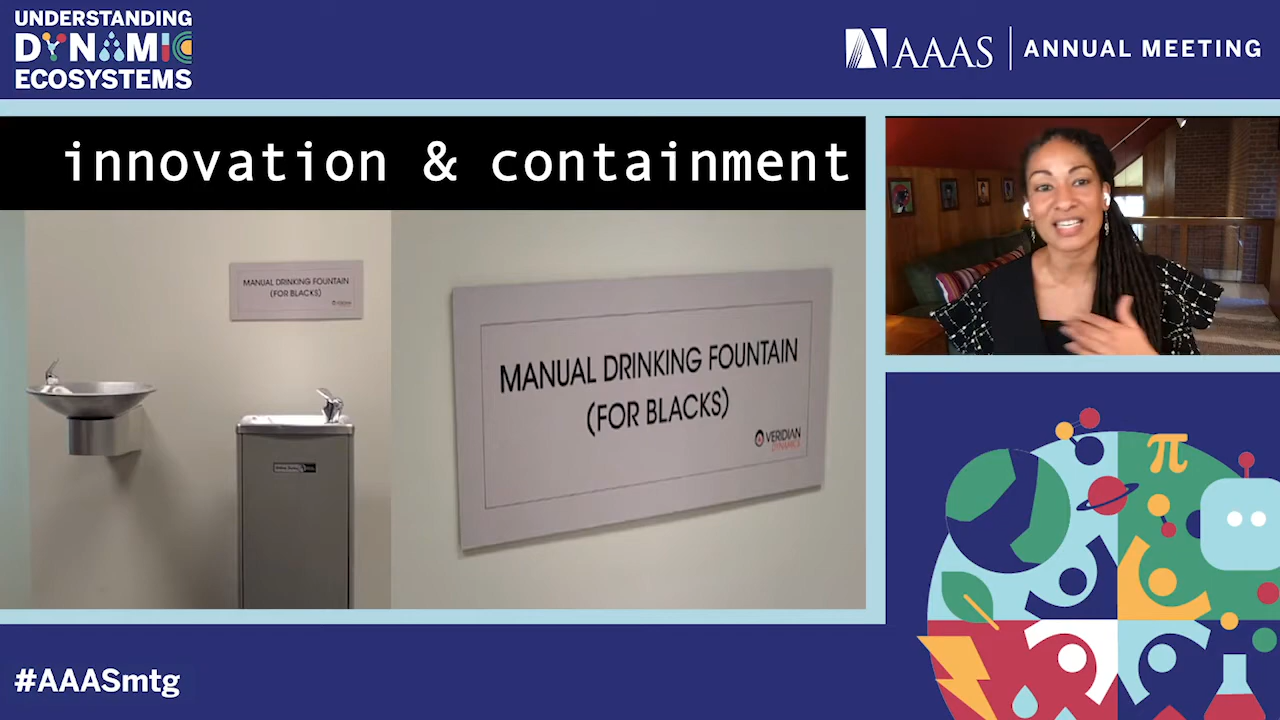 UNDERSTANDING
DYNAMIC
ECOSYSTEMS
AAAS
ANNUAL MEETING
innovation & containment
MANUAL DRINKING FOUNTAIN
(FOR BLACKS)
MANUAL DRINKING FOUNTAIN
(FOR BLACKS)
VERIDIAN
DYNAMICS
π
#AAASmtg